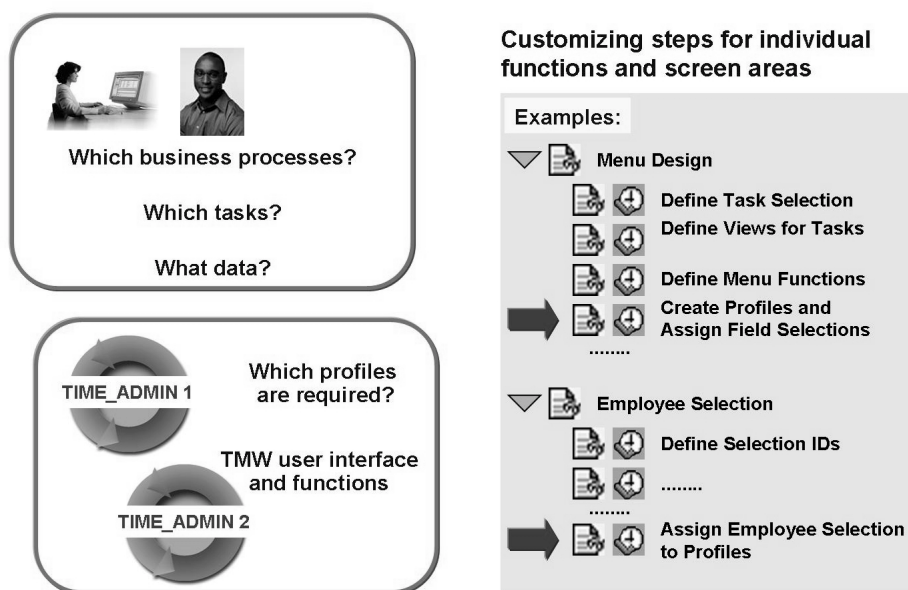 Which business processes?
Which tasks?
What data?
TIME_ADMIN 1
Which profiles
are required?
TMW user interface
and functions
TIME_ADMIN 2
Customizing steps for individual
functions and screen areas
Examples:
Menu Design
Define Task Selection
Define Views for Tasks
Define Menu Functions
Create Profiles and
Assign Field Selections
........
Employee Selection
Define Selection IDs
........
........
Assign Employee Selection
to Profiles